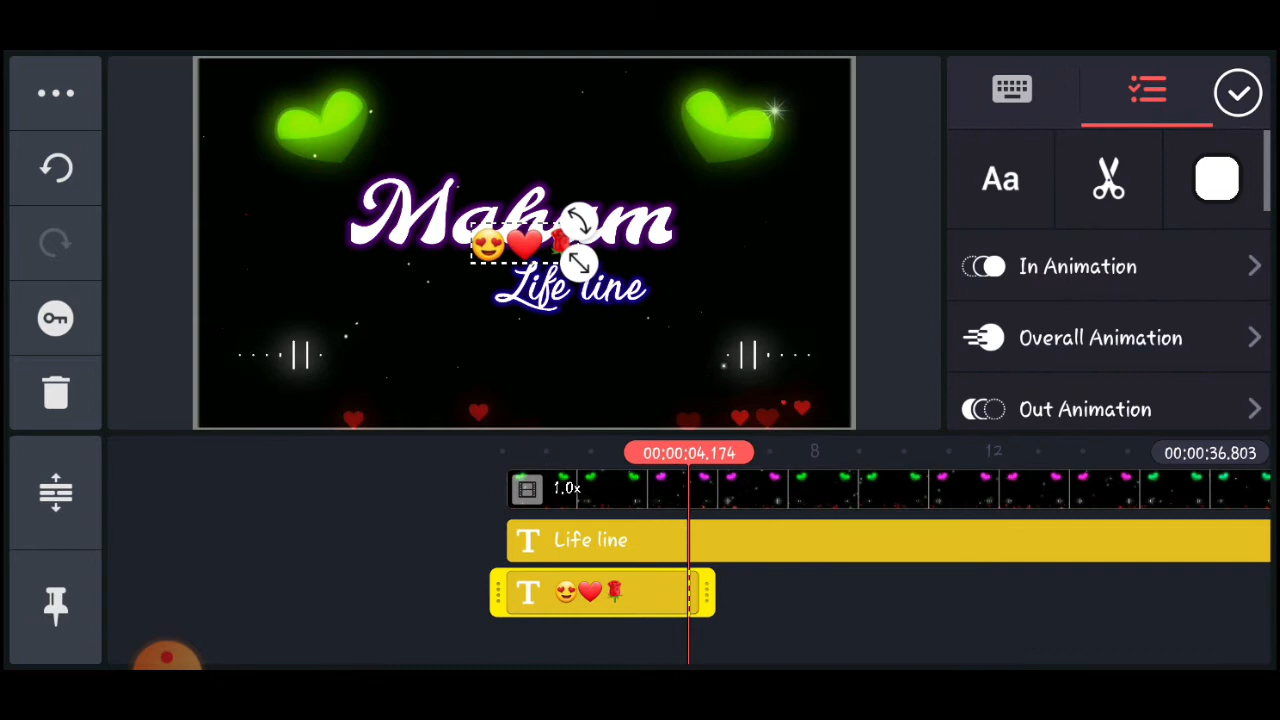 Maham
😍❤️🌹
Life line
Aa
In Animation
Overall Animation
Out Animation
00:00:04.174
8
12
00:00:36.803
1.0x
T Life line
T 😍❤️🌹